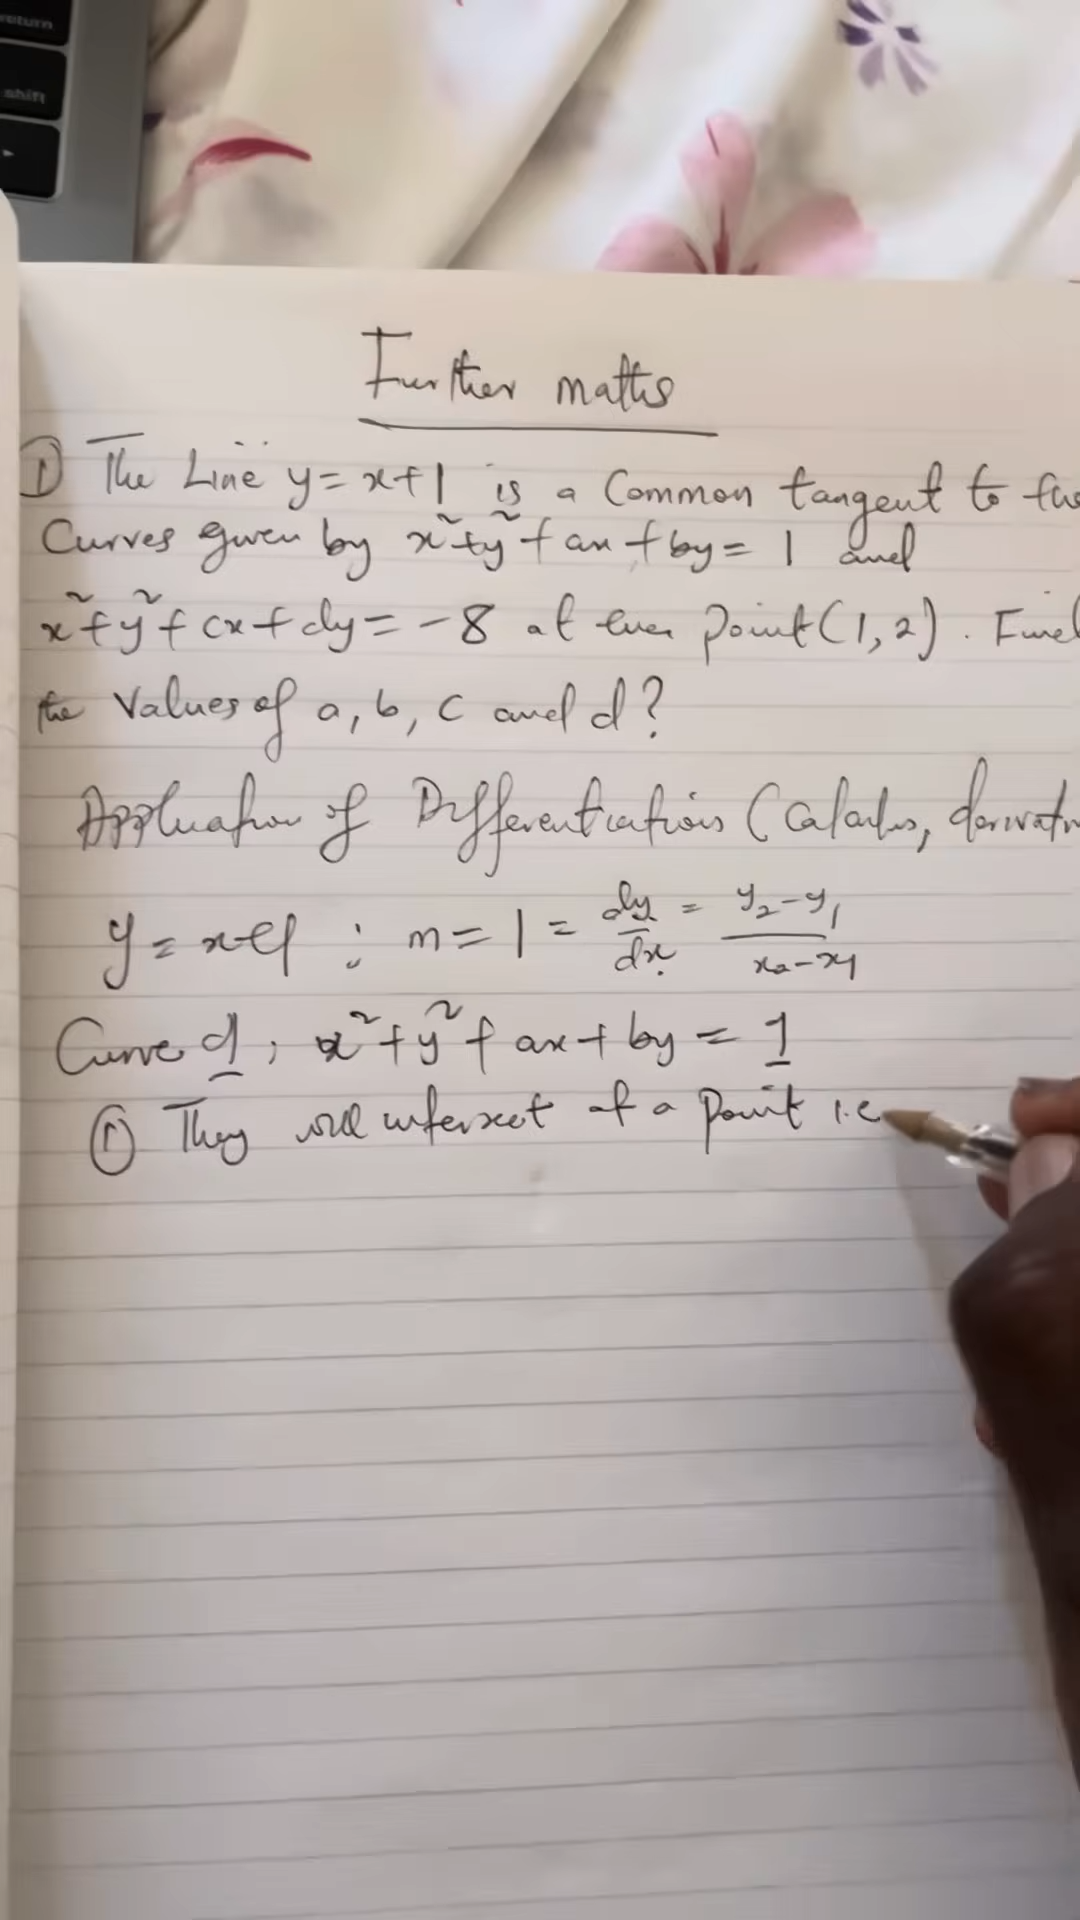 return
shift
Further maths
① The Line y = x+1 is a Common tangent to the
Curves given by x²+y²+ax+by = 1 and
x²+y²+cx+dy = -8 at point (1,2). Find
the Values of a, b, c and d?
Application of Differentiations (Calculus,
y = x+1 ; m = 1 = dy/dx = y₂-y₁/x₂-x₁
Curve 1; x²+y²+ax+by = 1
① They will intersect at a point i.e